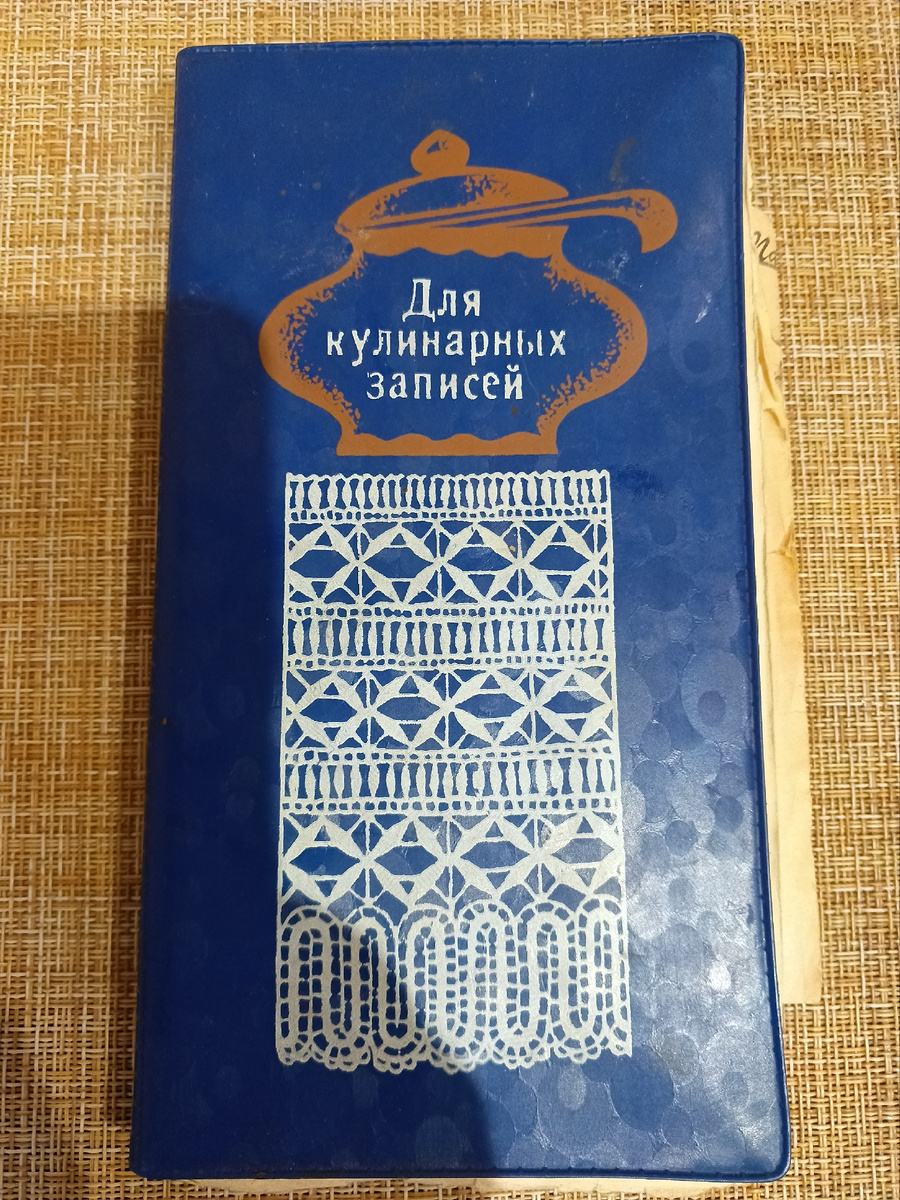 Для
кулинарных
записей